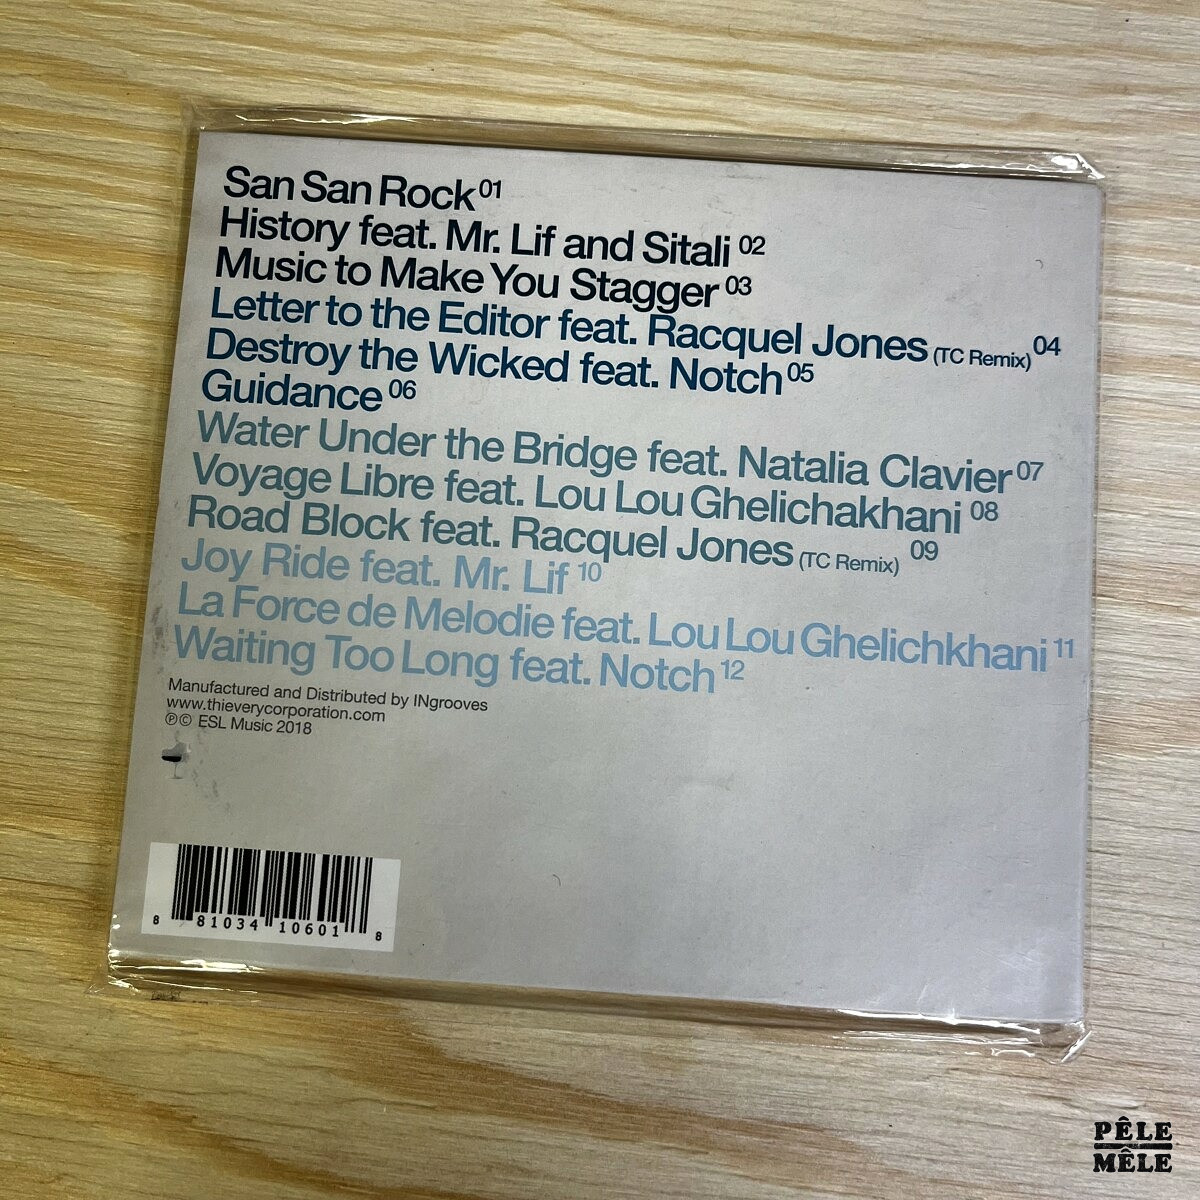 San San Rock 01
History feat. Mr. Lif and Sitali 02
Music to Make You Stagger 03
Letter to the Editor feat. Racquel Jones (TC Remix) 04
Destroy the Wicked feat. Notch 05
Guidance 06
Water Under the Bridge feat. Natalia Clavier 07
Voyage Libre feat. Lou Lou Ghelichakhani 08
Road Block feat. Racquel Jones (TC Remix) 09
Joy Ride feat. Mr. Lif 10
La Force de Melodie feat. Lou Lou Ghelichkhani 11
Waiting Too Long feat. Notch 12
Manufactured and Distributed by INgrooves
www.thieverycorporation.com
℗© ESL Music 2018
8 81034 10601 8
PÊLE
MÊLE